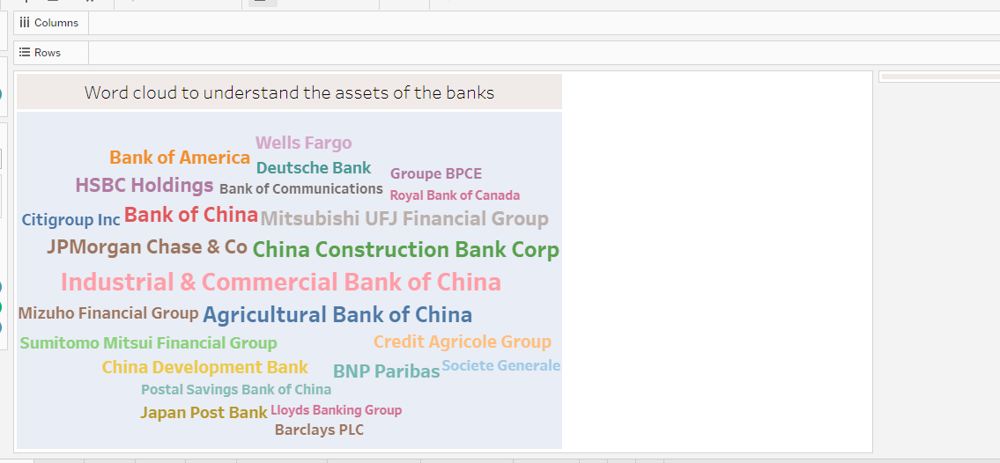 Columns
Rows
Word cloud to understand the assets of the banks
Wells Fargo
Bank of America
Deutsche Bank
Groupe BPCE
HSBC Holdings
Bank of Communications
Royal Bank of Canada
Citigroup Inc
Bank of China
Mitsubishi UFJ Financial Group
JPMorgan Chase & Co
China Construction Bank Corp
Industrial & Commercial Bank of China
Mizuho Financial Group
Agricultural Bank of China
Sumitomo Mitsui Financial Group
Credit Agricole Group
China Development Bank
BNP Paribas
Societe Generale
Postal Savings Bank of China
Japan Post Bank
Lloyds Banking Group
Barclays PLC